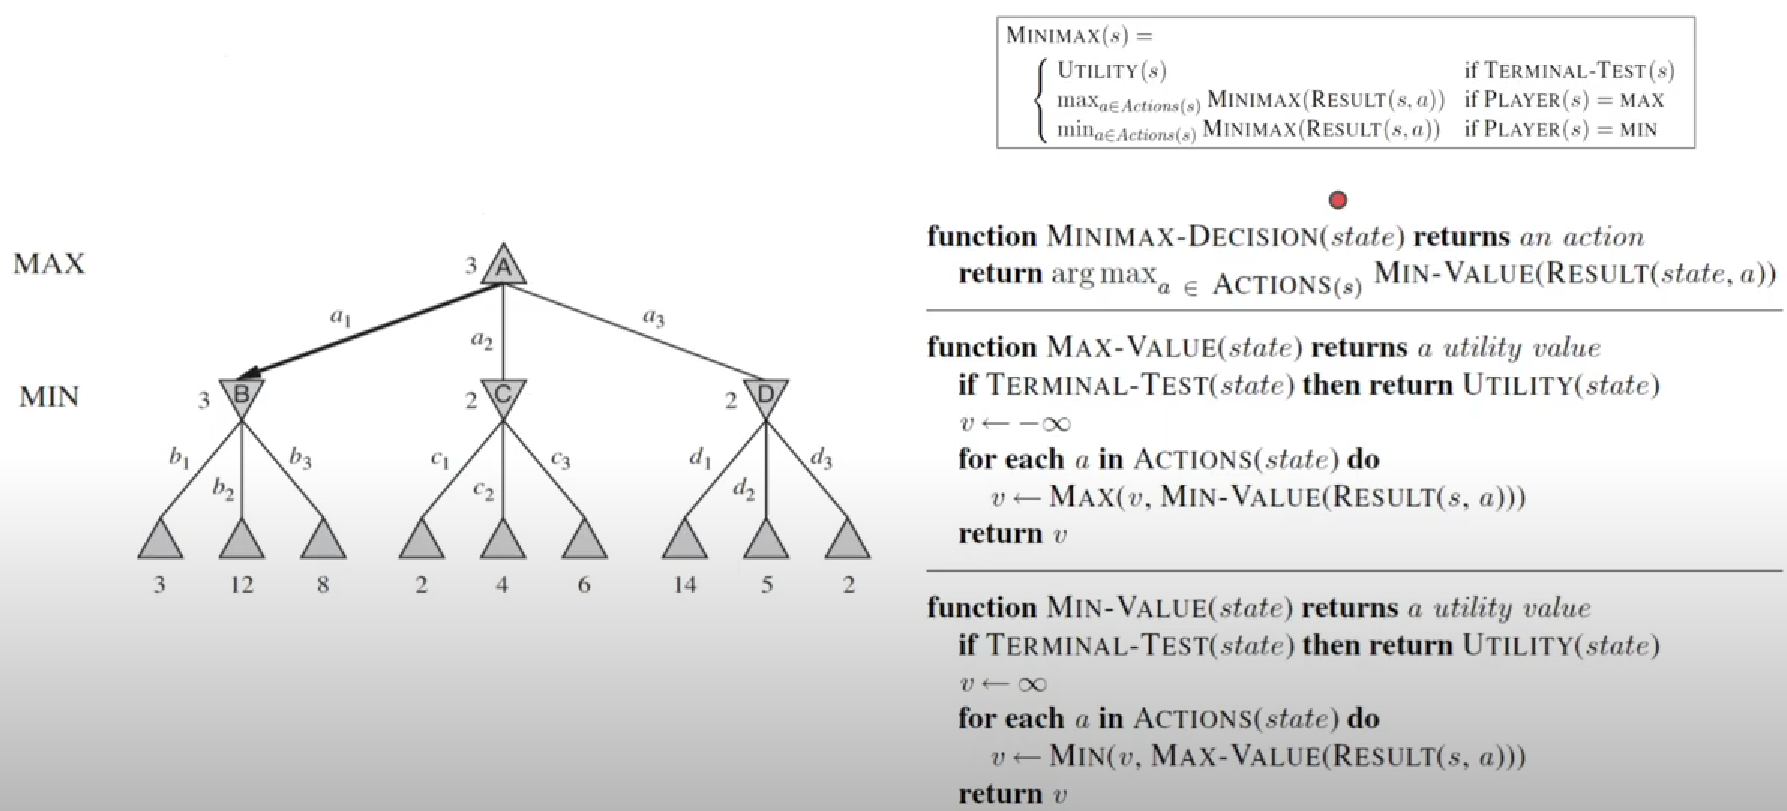 MINIMAX(s) =
UTILITY(s) if TERMINAL-TEST(s)
max_{a∈Actions(s)} MINIMAX(RESULT(s, a)) if PLAYER(s) = MAX
min_{a∈Actions(s)} MINIMAX(RESULT(s, a)) if PLAYER(s) = MIN
MAX
3 A
a1 a2 a3
MIN
3 B 2 C 2 D
b1 b2 b3 c1 c2 c3 d1 d2 d3
3 12 8 2 4 6 14 5 2
function MINIMAX-DECISION(state) returns an action
return arg max_{a ∈ ACTIONS(s)} MIN-VALUE(RESULT(state, a))
function MAX-VALUE(state) returns a utility value
if TERMINAL-TEST(state) then return UTILITY(state)
v ← −∞
for each a in ACTIONS(state) do
v ← MAX(v, MIN-VALUE(RESULT(s, a)))
return v
function MIN-VALUE(state) returns a utility value
if TERMINAL-TEST(state) then return UTILITY(state)
v ← ∞
for each a in ACTIONS(state) do
v ← MIN(v, MAX-VALUE(RESULT(s, a)))
return v